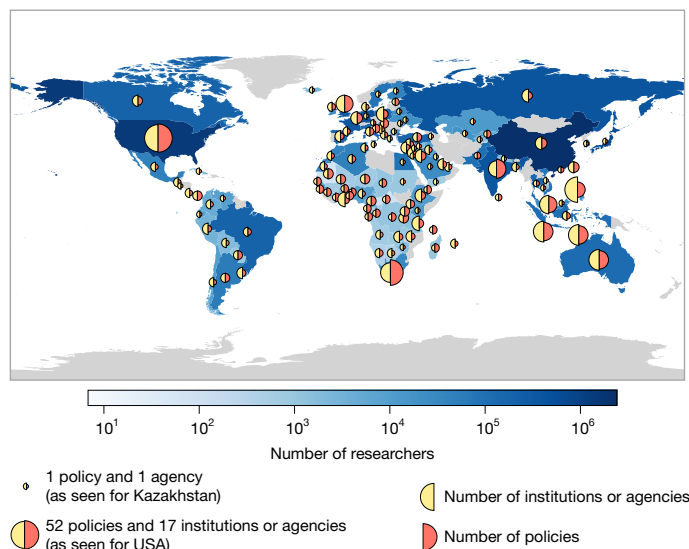 10¹ 10² 10³ 10⁴ 10⁵ 10⁶
Number of researchers
1 policy and 1 agency
(as seen for Kazakhstan)
Number of institutions or agencies
52 policies and 17 institutions or agencies
(as seen for USA)
Number of policies